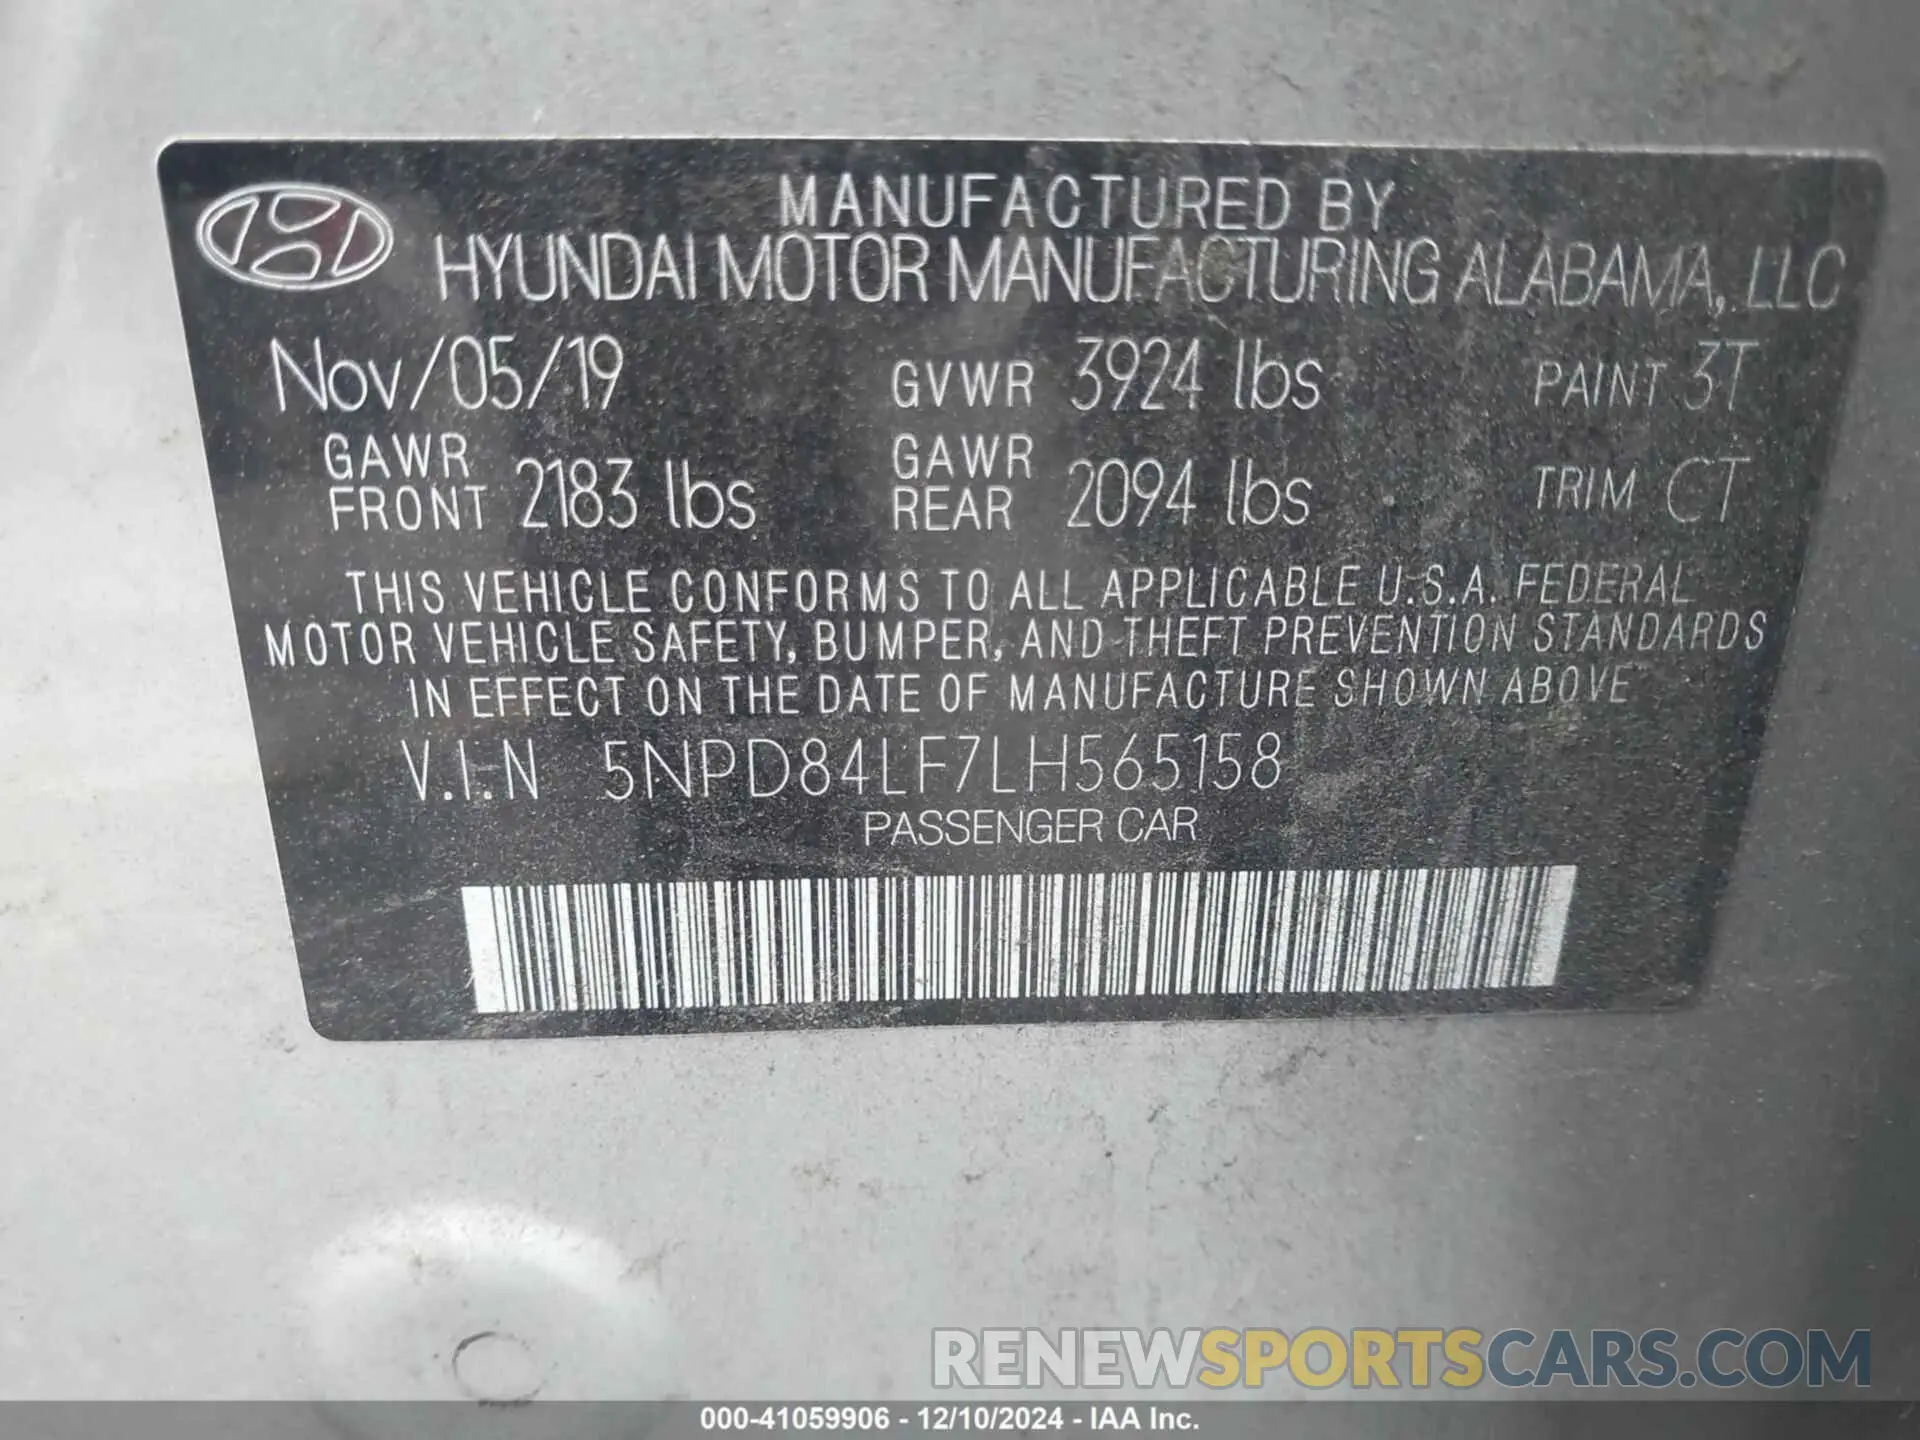 MANUFACTURED BY
HYUNDAI MOTOR MANUFACTURING ALABAMA, LLC
Nov/05/19 GVWR 3924 lbs PAINT 3T
GAWR FRONT 2183 lbs GAWR REAR 2094 lbs TRIM CT
THIS VEHICLE CONFORMS TO ALL APPLICABLE U.S.A. FEDERAL
MOTOR VEHICLE SAFETY, BUMPER, AND THEFT PREVENTION STANDARDS
IN EFFECT ON THE DATE OF MANUFACTURE SHOWN ABOVE
V.I.N 5NPD84LF7LH565158
PASSENGER CAR
RENEWSPORTSCARS.COM
000-41059906 - 12/10/2024 - IAA Inc.